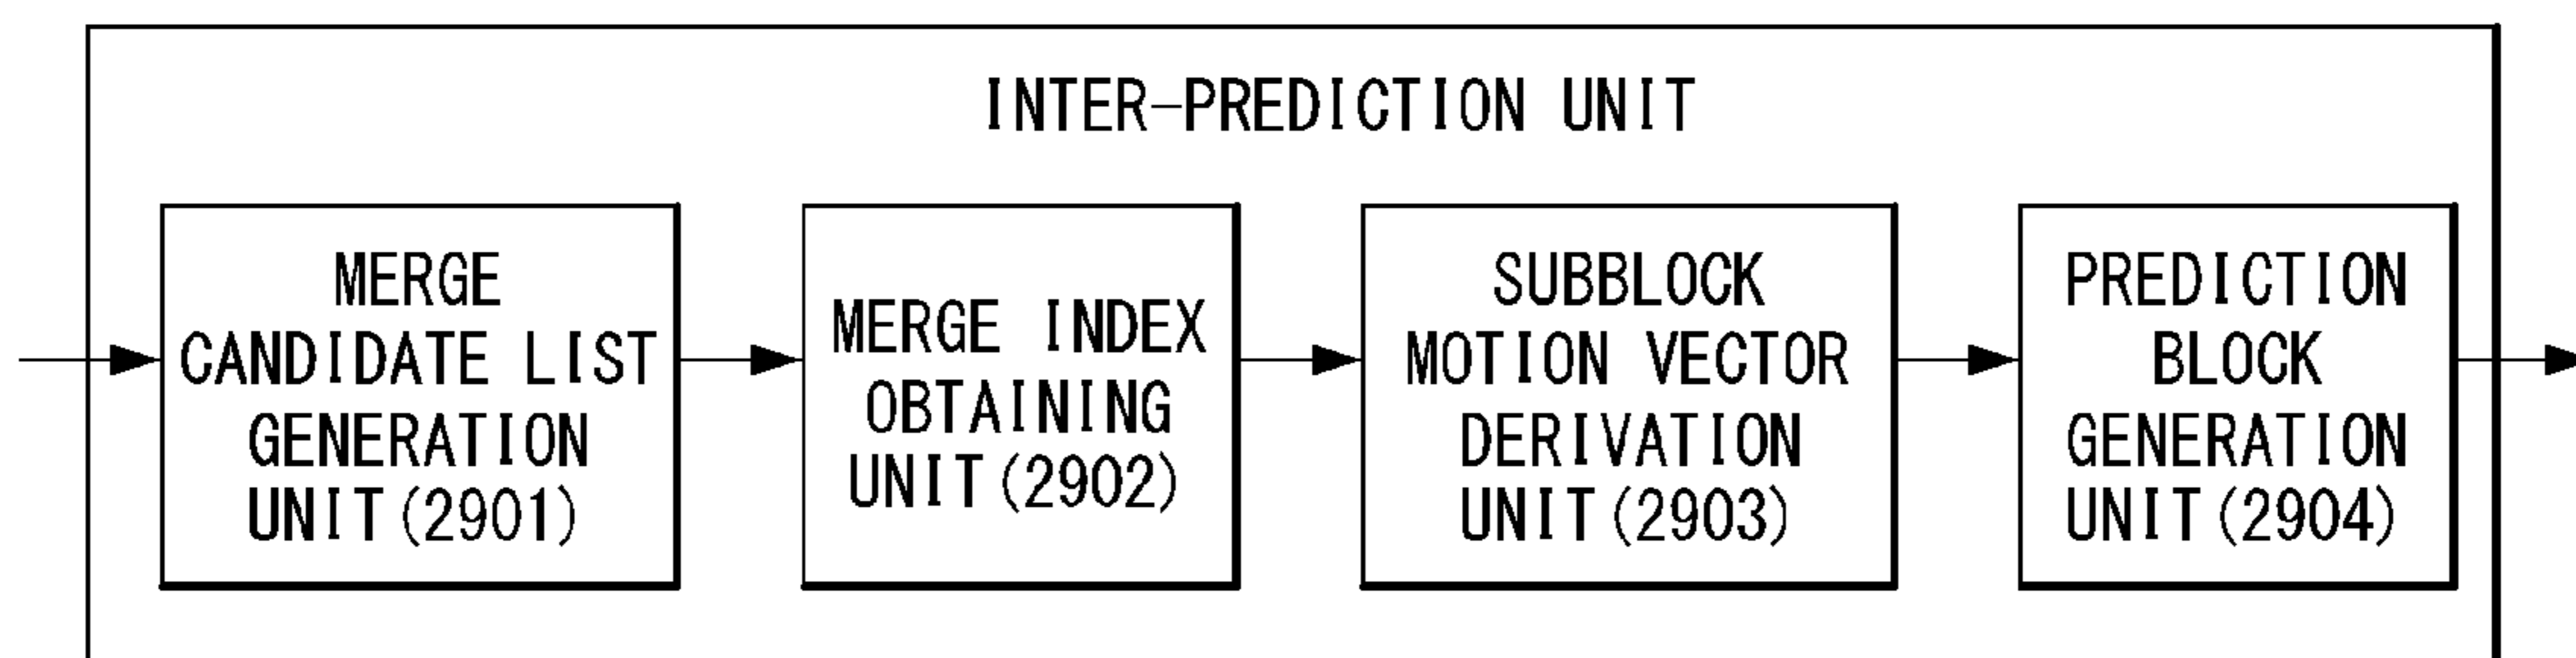 INTER-PREDICTION UNIT
MERGE
CANDIDATE LIST
GENERATION
UNIT(2901)
MERGE INDEX
OBTAINING
UNIT(2902)
SUBBLOCK
MOTION VECTOR
DERIVATION
UNIT(2903)
PREDICTION
BLOCK
GENERATION
UNIT(2904)